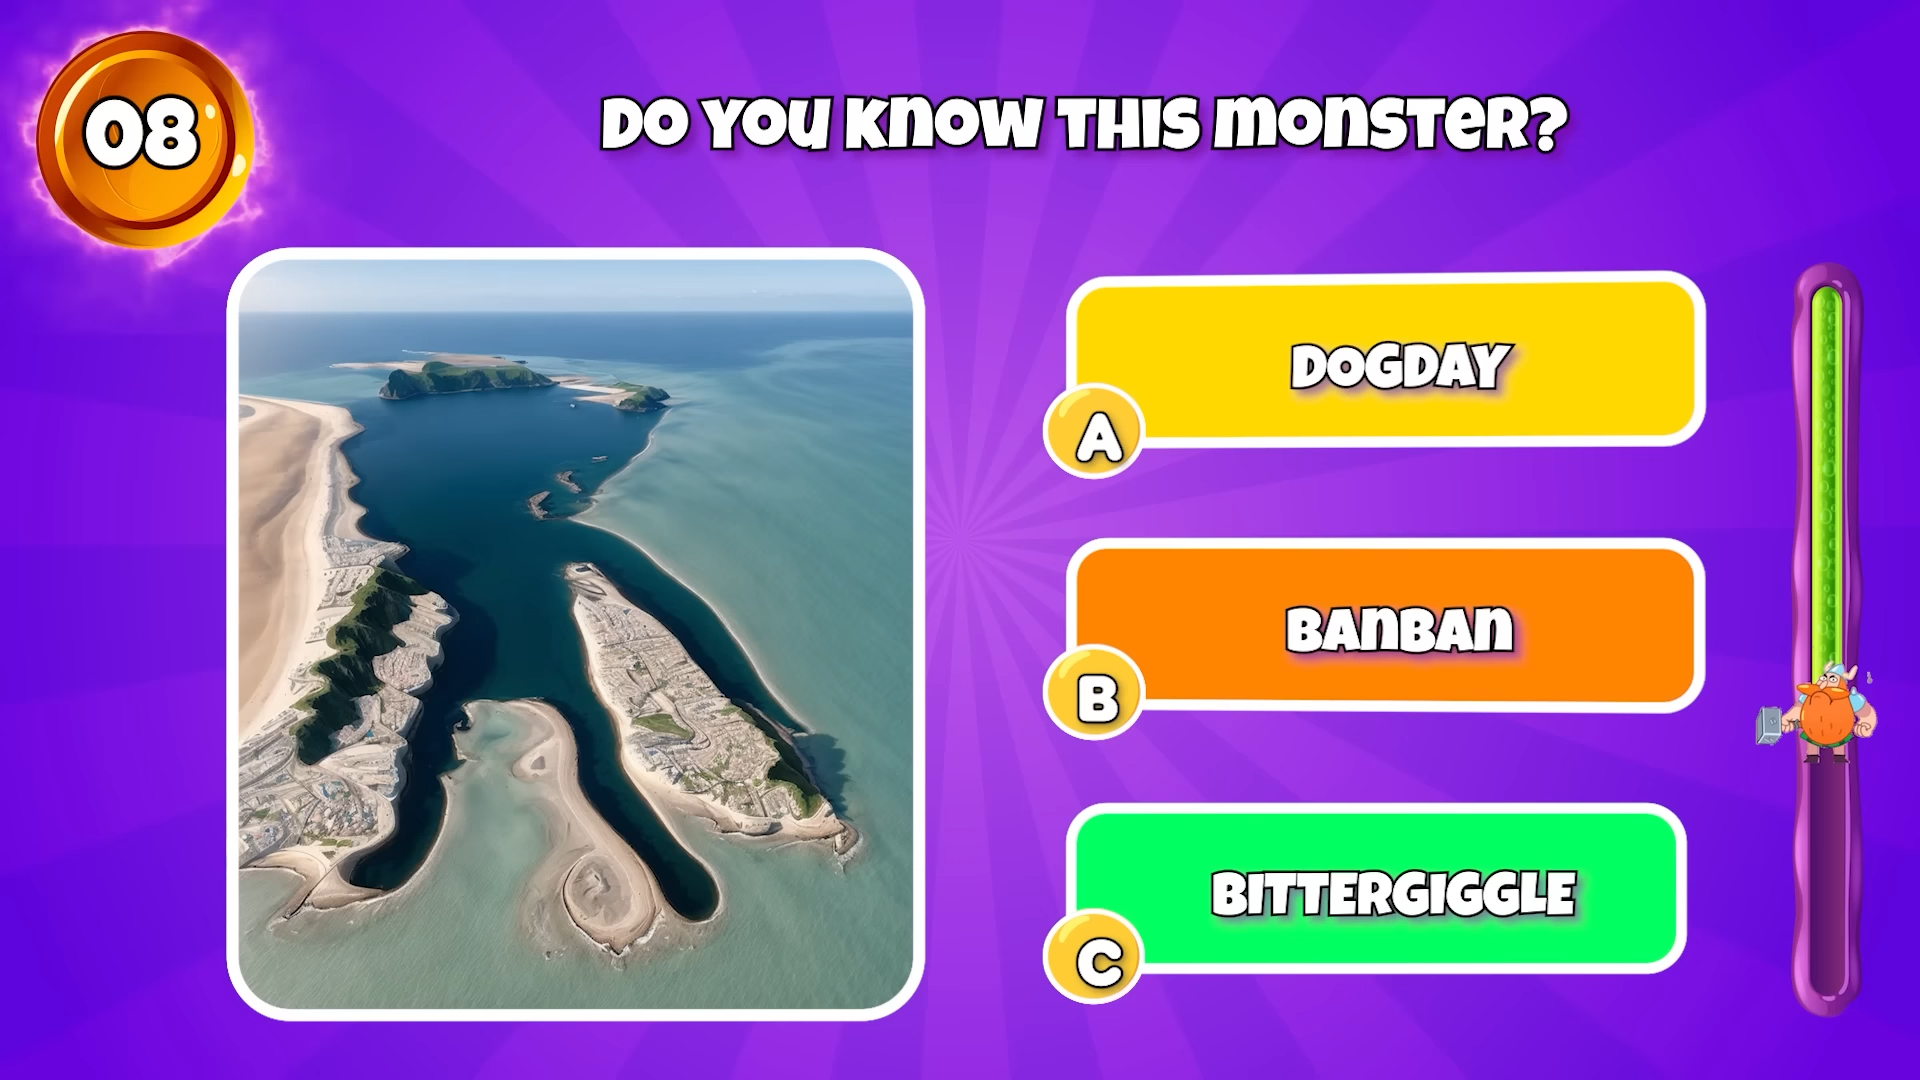 08
DO YOU KNOW THIS MONSTER?
DOGDAY
A
BANBAN
B
BITTERGIGGLE
C